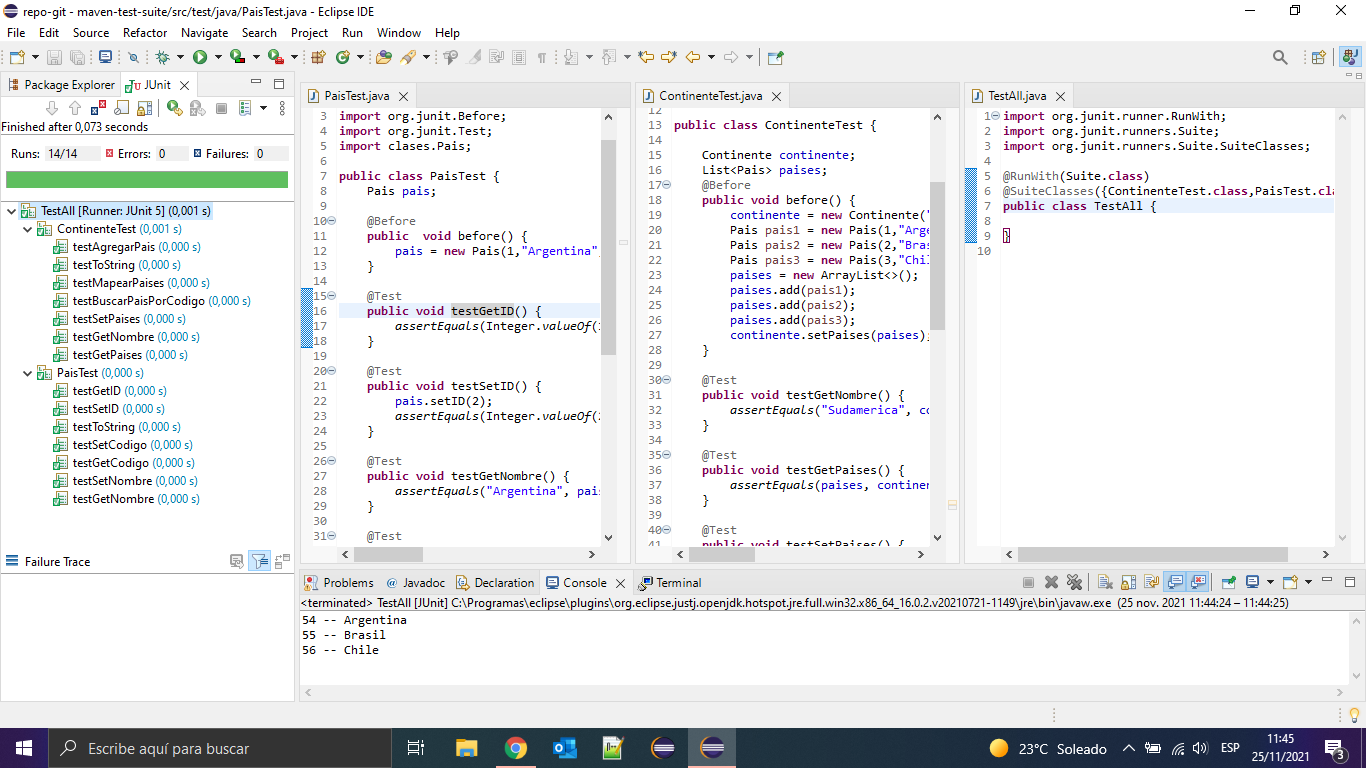 repo-git - maven-test-suite/src/test/java/PaisTest.java - Eclipse IDE
File Edit Source Refactor Navigate Search Project Run Window Help
Package Explorer JUnit
Finished after 0,073 seconds
Runs: 14/14 Errors: 0 Failures: 0
TestAll [Runner: JUnit 5] (0,001 s)
ContinenteTest (0,001 s)
testAgregarPais (0,000 s)
testToString (0,000 s)
testMapearPaises (0,000 s)
testBuscarPaisPorCodigo (0,000 s)
testSetPaises (0,000 s)
testGetNombre (0,000 s)
testGetPaises (0,000 s)
PaisTest (0,000 s)
testGetID (0,000 s)
testSetID (0,000 s)
testToString (0,000 s)
testSetCodigo (0,000 s)
testGetCodigo (0,000 s)
testSetNombre (0,000 s)
testGetNombre (0,000 s)
Failure Trace
PaisTest.java
3 import org.junit.Before;
4 import org.junit.Test;
5 import clases.Pais;
6
7 public class PaisTest {
8 Pais pais;
9
10 @Before
11 public void before() {
12 pais = new Pais(1,"Argentina"
13 }
14
15 @Test
16 public void testGetID() {
17 assertEquals(Integer.valueOf(
18 }
19
20 @Test
21 public void testSetID() {
22 pais.setID(2);
23 assertEquals(Integer.valueOf(
24 }
25
26 @Test
27 public void testGetNombre() {
28 assertEquals("Argentina", pai
29 }
30
31 @Test
ContinenteTest.java
12
13 public class ContinenteTest {
14
15 Continente continente;
16 List<Pais> paises;
17 @Before
18 public void before() {
19 continente = new Continente("
20 Pais pais1 = new Pais(1,"Arge
21 Pais pais2 = new Pais(2,"Bras
22 Pais pais3 = new Pais(3,"Chil
23 paises = new ArrayList<>();
24 paises.add(pais1);
25 paises.add(pais2);
26 paises.add(pais3);
27 continente.setPaises(paises);
28 }
29
30 @Test
31 public void testGetNombre() {
32 assertEquals("Sudamerica", co
33 }
34
35 @Test
36 public void testGetPaises() {
37 assertEquals(paises, continen
38 }
39
40 @Test
41 public void testSetPaises() {
TestAll.java
1 import org.junit.runner.RunWith;
2 import org.junit.runners.Suite;
3 import org.junit.runners.Suite.SuiteClasses;
4
5 @RunWith(Suite.class)
6 @SuiteClasses({ContinenteTest.class,PaisTest.cla
7 public class TestAll {
8
9 }
10
Problems @ Javadoc Declaration Console Terminal
<terminated> TestAll [JUnit] C:\Programas\eclipse\plugins\org.eclipse.justj.openjdk.hotspot.jre.full.win32.x86_64_16.0.2.v20210721-1149\jre\bin\javaw.exe (25 nov. 2021 11:44:24 – 11:44:25)
54 -- Argentina
55 -- Brasil
56 -- Chile
Escribe aquí para buscar
23°C Soleado
ESP
11:45
25/11/2021
3